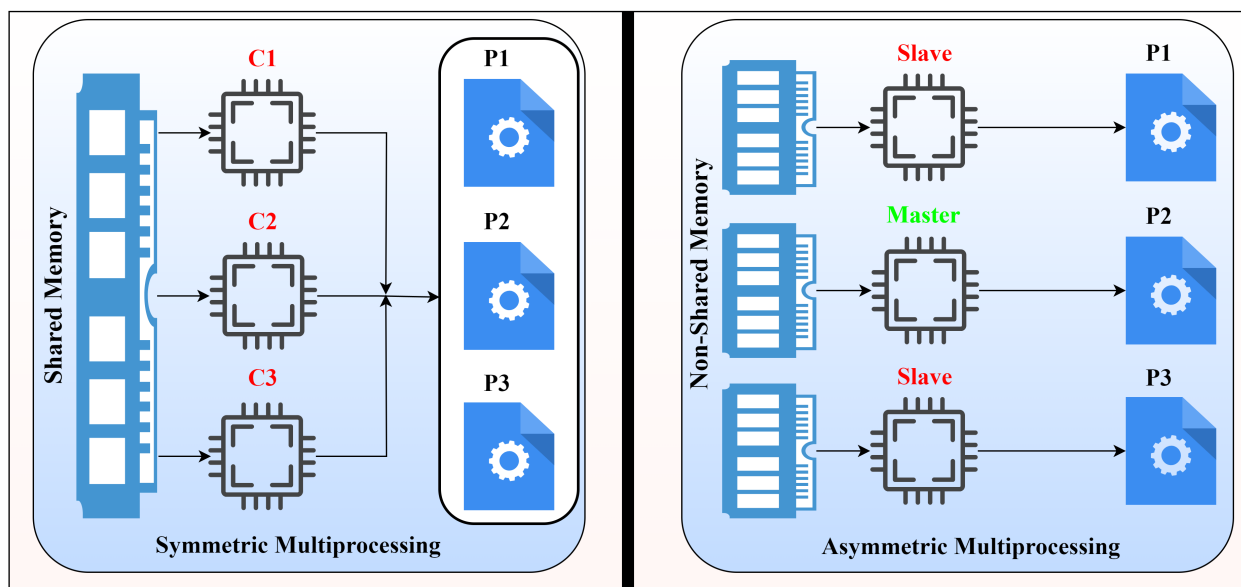 C1
P1
C2
P2
Shared Memory
C3
P3
Symmetric Multiprocessing
Slave
P1
Master
P2
Non-Shared Memory
Slave
P3
Asymmetric Multiprocessing